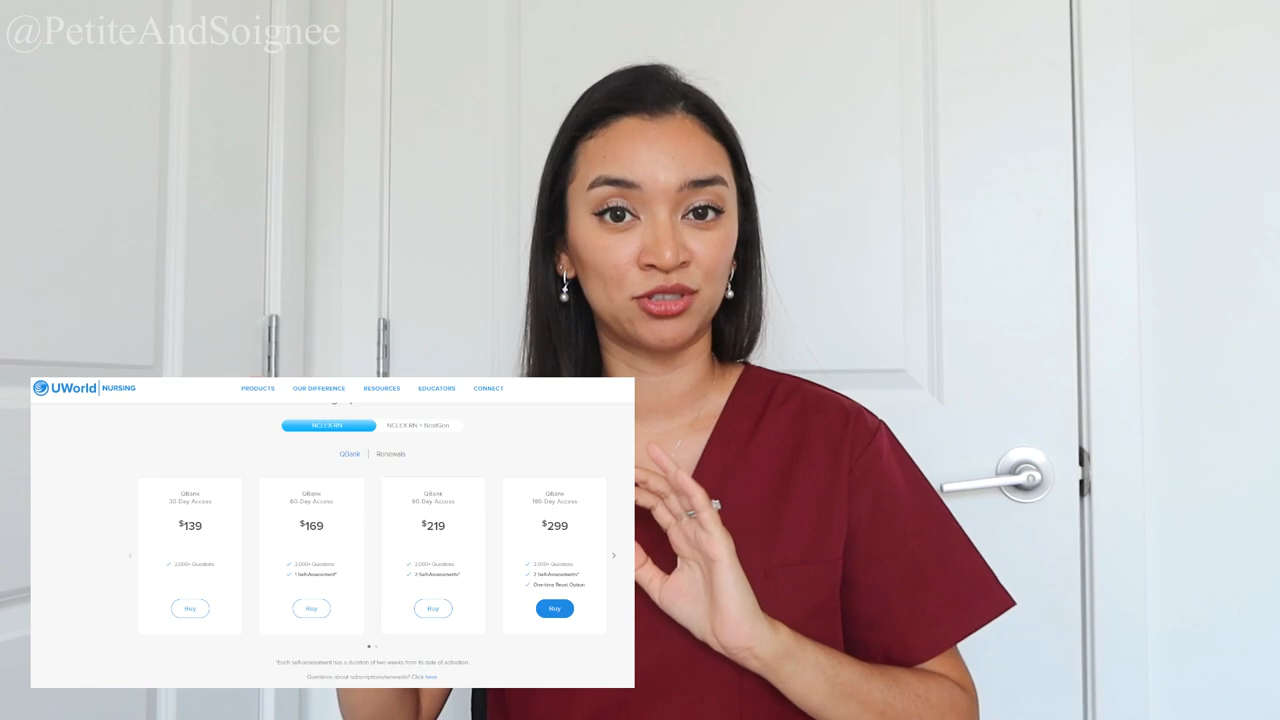 @PetiteAndSoignee
UWorld | NURSING
PRODUCTS OUR DIFFERENCE RESOURCES EDUCATORS CONNECT
NCLEX RN NCLEX RN + NextGen
QBank | Renewals
QBank QBank QBank QBank
30-Day Access 60-Day Access 90-Day Access 180-Day Access
$139 $169 $219 $299
2,000+ Questions 2,000+ Questions 2,000+ Questions 2,000+ Questions
1 Self-Assessment* 2 Self-Assessments* 2 Self-Assessments*
One-time Reset Option
Buy Buy Buy Buy
*Each self-assessment has a duration of two weeks from its date of activation.
Questions about subscriptions/renewals? Click here